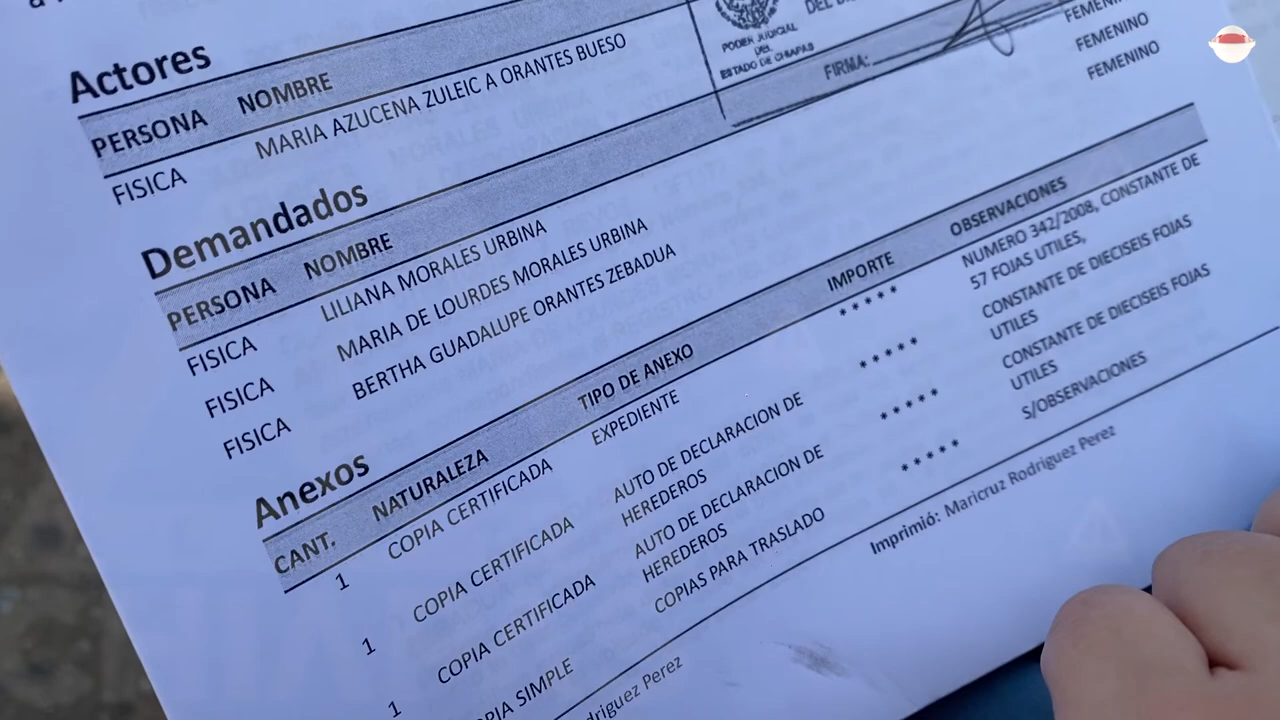 Actores
PERSONA NOMBRE
FISICA MARIA AZUCENA ZULEIC A ORANTES BUESO
PODER JUDICIAL
DEL
ESTADO DE CHIAPAS
FIRMA:
FEMENINO
FEMENINO
Demandados
PERSONA NOMBRE
FISICA LILIANA MORALES URBINA
FISICA MARIA DE LOURDES MORALES URBINA
FISICA BERTHA GUADALUPE ORANTES ZEBADUA
Anexos
CANT. NATURALEZA TIPO DE ANEXO IMPORTE OBSERVACIONES
1 COPIA CERTIFICADA EXPEDIENTE ***** NUMERO 342/2008, CONSTANTE DE
57 FOJAS UTILES,
1 COPIA CERTIFICADA AUTO DE DECLARACION DE ***** CONSTANTE DE DIECISEIS FOJAS
HEREDEROS UTILES
1 COPIA CERTIFICADA AUTO DE DECLARACION DE ***** CONSTANTE DE DIECISEIS FOJAS
HEREDEROS UTILES
SIMPLE COPIAS PARA TRASLADO ***** S/OBSERVACIONES
Imprimió: Maricruz Rodriguez Perez
Perez